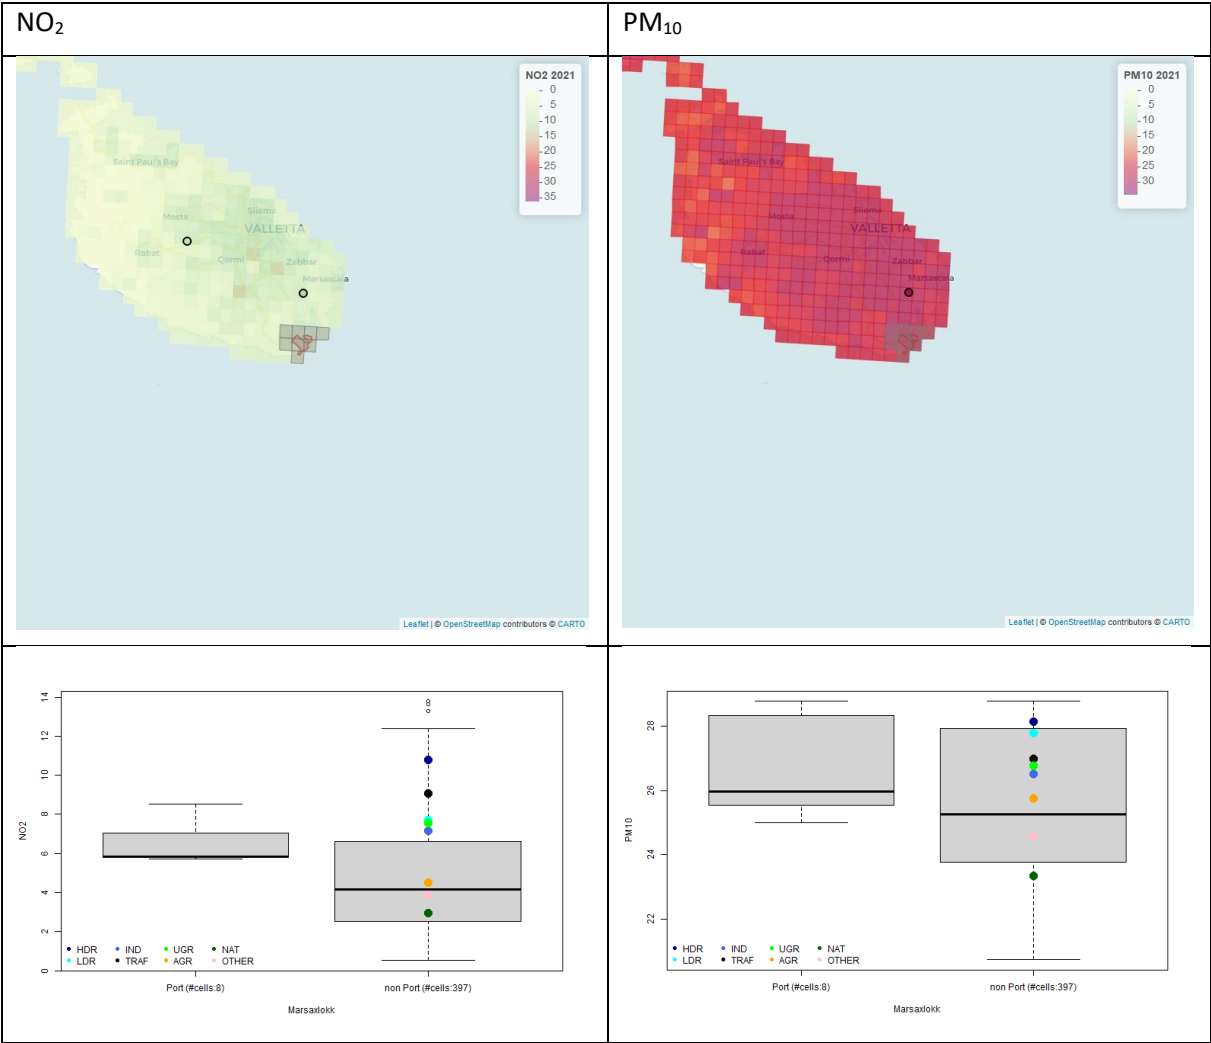 NO₂
PM₁₀
NO2 2021
0
5
10
15
20
25
30
35
Saint Paul's Bay
Mosta
Sliema
VALLETTA
Rabat
Qormi
Zabbar
Marsascala
Leaflet | © OpenStreetMap contributors © CARTO
PM10 2021
0
5
10
15
20
25
30
Saint Paul's Bay
Mosta
Sliema
VALLETTA
Rabat
Qormi
Zabbar
Marsascala
Leaflet | © OpenStreetMap contributors © CARTO
NO2
14
12
10
8
6
4
2
0
HDR IND UGR NAT
LDR TRAF AGR OTHER
Port (#cells:8) non Port (#cells:397)
Marsaxlokk
PM10
28
26
24
22
HDR IND UGR NAT
LDR TRAF AGR OTHER
Port (#cells:8) non Port (#cells:397)
Marsaxlokk